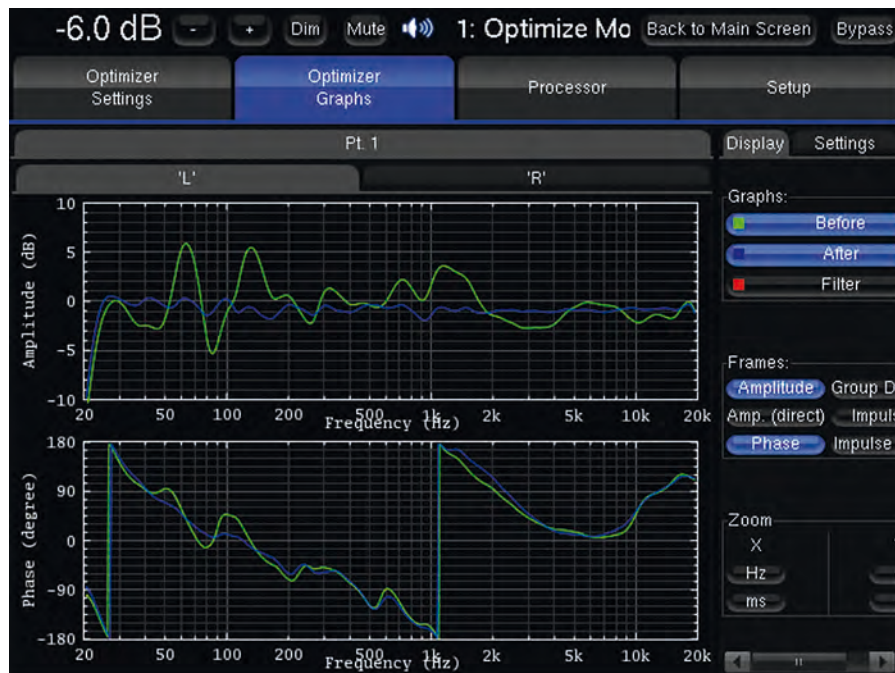 -6.0 dB - + Dim Mute 1: Optimize Mo Back to Main Screen Bypass
Optimizer Settings
Optimizer Graphs
Processor
Setup
Pt. 1
Display Settings
'L' 'R'
Graphs:
Before
After
Filter
Amplitude (dB)
10
5
0
-5
-10
20 50 100 200 500 1k 2k 5k 10k 20k
Frequency (Hz)
Frames:
Amplitude Group D
Amp. (direct) Impuls
Phase Impulse
Phase (degree)
180
90
0
-90
-180
20 50 100 200 500 1k 2k 5k 10k 20k
Frequency (Hz)
Zoom
X
Hz
ms